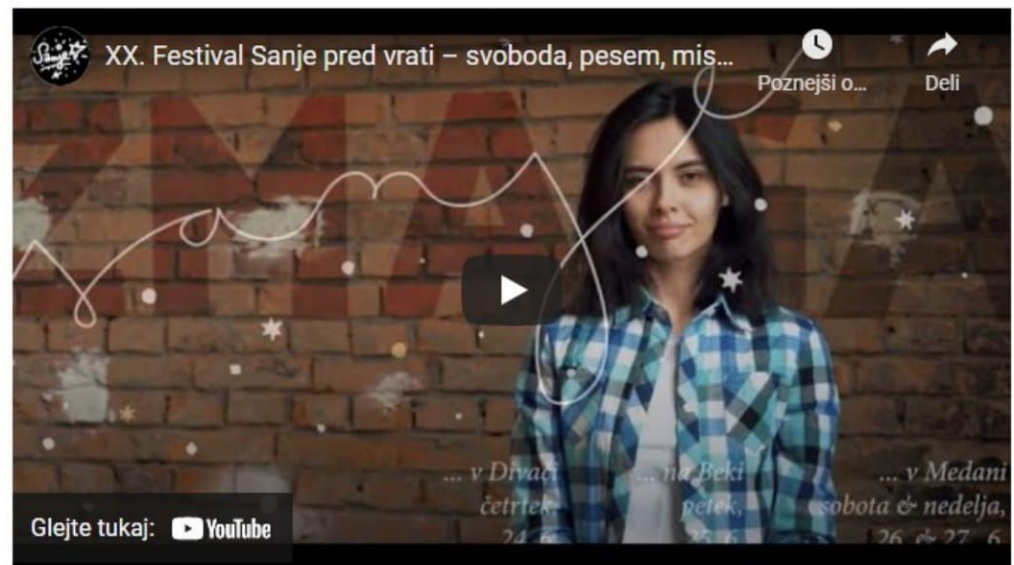 Sanje
XX. Festival Sanje pred vrati – svoboda, pesem, mis...
Poznejši o...
Deli
... v Divači
četrtek,
24. 6.
... na Beki
petek,
25. 6.
... v Medani
sobota & nedelja,
26. & 27. 6.
Glejte tukaj:
YouTube